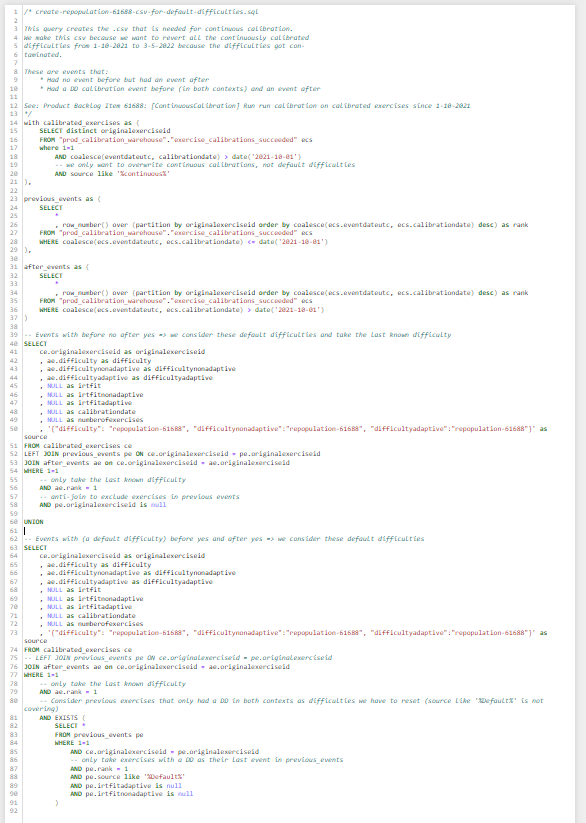 1 /* create-repopulation-61688-csv-for-default-difficulties.sql
2
3 This query creates the .csv that is needed for continuous calibration.
4 We make this csv because we want to revert all the continuously calibrated
5 difficulties from 1-10-2021 to 3-5-2022 because the difficulties got con-
6 taminated.
7
8 These are events that:
9 * Had no event before but had an event after
10 * Had a DD calibration event before (in both contexts) and an event after
11
12 See: Product Backlog Item 61688: [ContinuousCalibration] Run run calibration on calibrated exercises since 1-10-2021
13 */
14 with calibrated_exercises as (
15 SELECT distinct originalexerciseid
16 FROM "prod_calibration_warehouse"."exercise_calibrations_succeeded" ecs
17 where 1=1
18 AND coalesce(eventdateutc, calibrationdate) > date('2021-10-01')
19 -- we only want to overwrite continuous calibrations, not default difficulties
20 AND source like '%continuous%'
21 ),
22
23 previous_events as (
24 SELECT
25 *
26 , row_number() over (partition by originalexerciseid order by coalesce(ecs.eventdateutc, ecs.calibrationdate) desc) as rank
27 FROM "prod_calibration_warehouse"."exercise_calibrations_succeeded" ecs
28 WHERE coalesce(ecs.eventdateutc, ecs.calibrationdate) <= date('2021-10-01')
29 ),
30
31 after_events as (
32 SELECT
33 *
34 , row_number() over (partition by originalexerciseid order by coalesce(ecs.eventdateutc, ecs.calibrationdate) desc) as rank
35 FROM "prod_calibration_warehouse"."exercise_calibrations_succeeded" ecs
36 WHERE coalesce(ecs.eventdateutc, ecs.calibrationdate) > date('2021-10-01')
37 )
38
39 -- Events with before no after yes => we consider these default difficulties and take the last known difficulty
40 SELECT
41 ce.originalexerciseid as originalexerciseid
42 , ae.difficulty as difficulty
43 , ae.difficultynonadaptive as difficultynonadaptive
44 , ae.difficultyadaptive as difficultyadaptive
45 , NULL as irtfit
46 , NULL as irtfitnonadaptive
47 , NULL as irtfitadaptive
48 , NULL as calibrationdate
49 , NULL as numberofexercises
50 , '{"difficulty": "repopulation-61688", "difficultynonadaptive":"repopulation-61688", "difficultyadaptive":"repopulation-61688"}' as
source
51 FROM calibrated_exercises ce
52 LEFT JOIN previous_events pe ON ce.originalexerciseid = pe.originalexerciseid
53 JOIN after_events ae on ce.originalexerciseid = ae.originalexerciseid
54 WHERE 1=1
55 -- only take the last known difficulty
56 AND ae.rank = 1
57 -- anti-join to exclude exercises in previous events
58 AND pe.originalexerciseid is null
59
60 UNION
61
62 -- Events with (a default difficulty) before yes and after yes => we consider these default difficulties
63 SELECT
64 ce.originalexerciseid as originalexerciseid
65 , ae.difficulty as difficulty
66 , ae.difficultynonadaptive as difficultynonadaptive
67 , ae.difficultyadaptive as difficultyadaptive
68 , NULL as irtfit
69 , NULL as irtfitnonadaptive
70 , NULL as irtfitadaptive
71 , NULL as calibrationdate
72 , NULL as numberofexercises
73 , '{"difficulty": "repopulation-61688", "difficultynonadaptive":"repopulation-61688", "difficultyadaptive":"repopulation-61688"}' as
source
74 FROM calibrated_exercises ce
75 -- LEFT JOIN previous_events pe ON ce.originalexerciseid = pe.originalexerciseid
76 JOIN after_events ae on ce.originalexerciseid = ae.originalexerciseid
77 WHERE 1=1
78 -- only take the last known difficulty
79 AND ae.rank = 1
80 -- Consider previous exercises that only had a DD in both contexts as difficulties we have to reset (source like '%Default%' is not
covering)
81 AND EXISTS (
82 SELECT *
83 FROM previous_events pe
84 WHERE 1=1
85 AND ce.originalexerciseid = pe.originalexerciseid
86 -- only take exercises with a DD as their last event in previous_events
87 AND pe.rank = 1
88 AND pe.source like '%Default%'
89 AND pe.irtfitadaptive is null
90 AND pe.irtfitnonadaptive is null
91 )
92